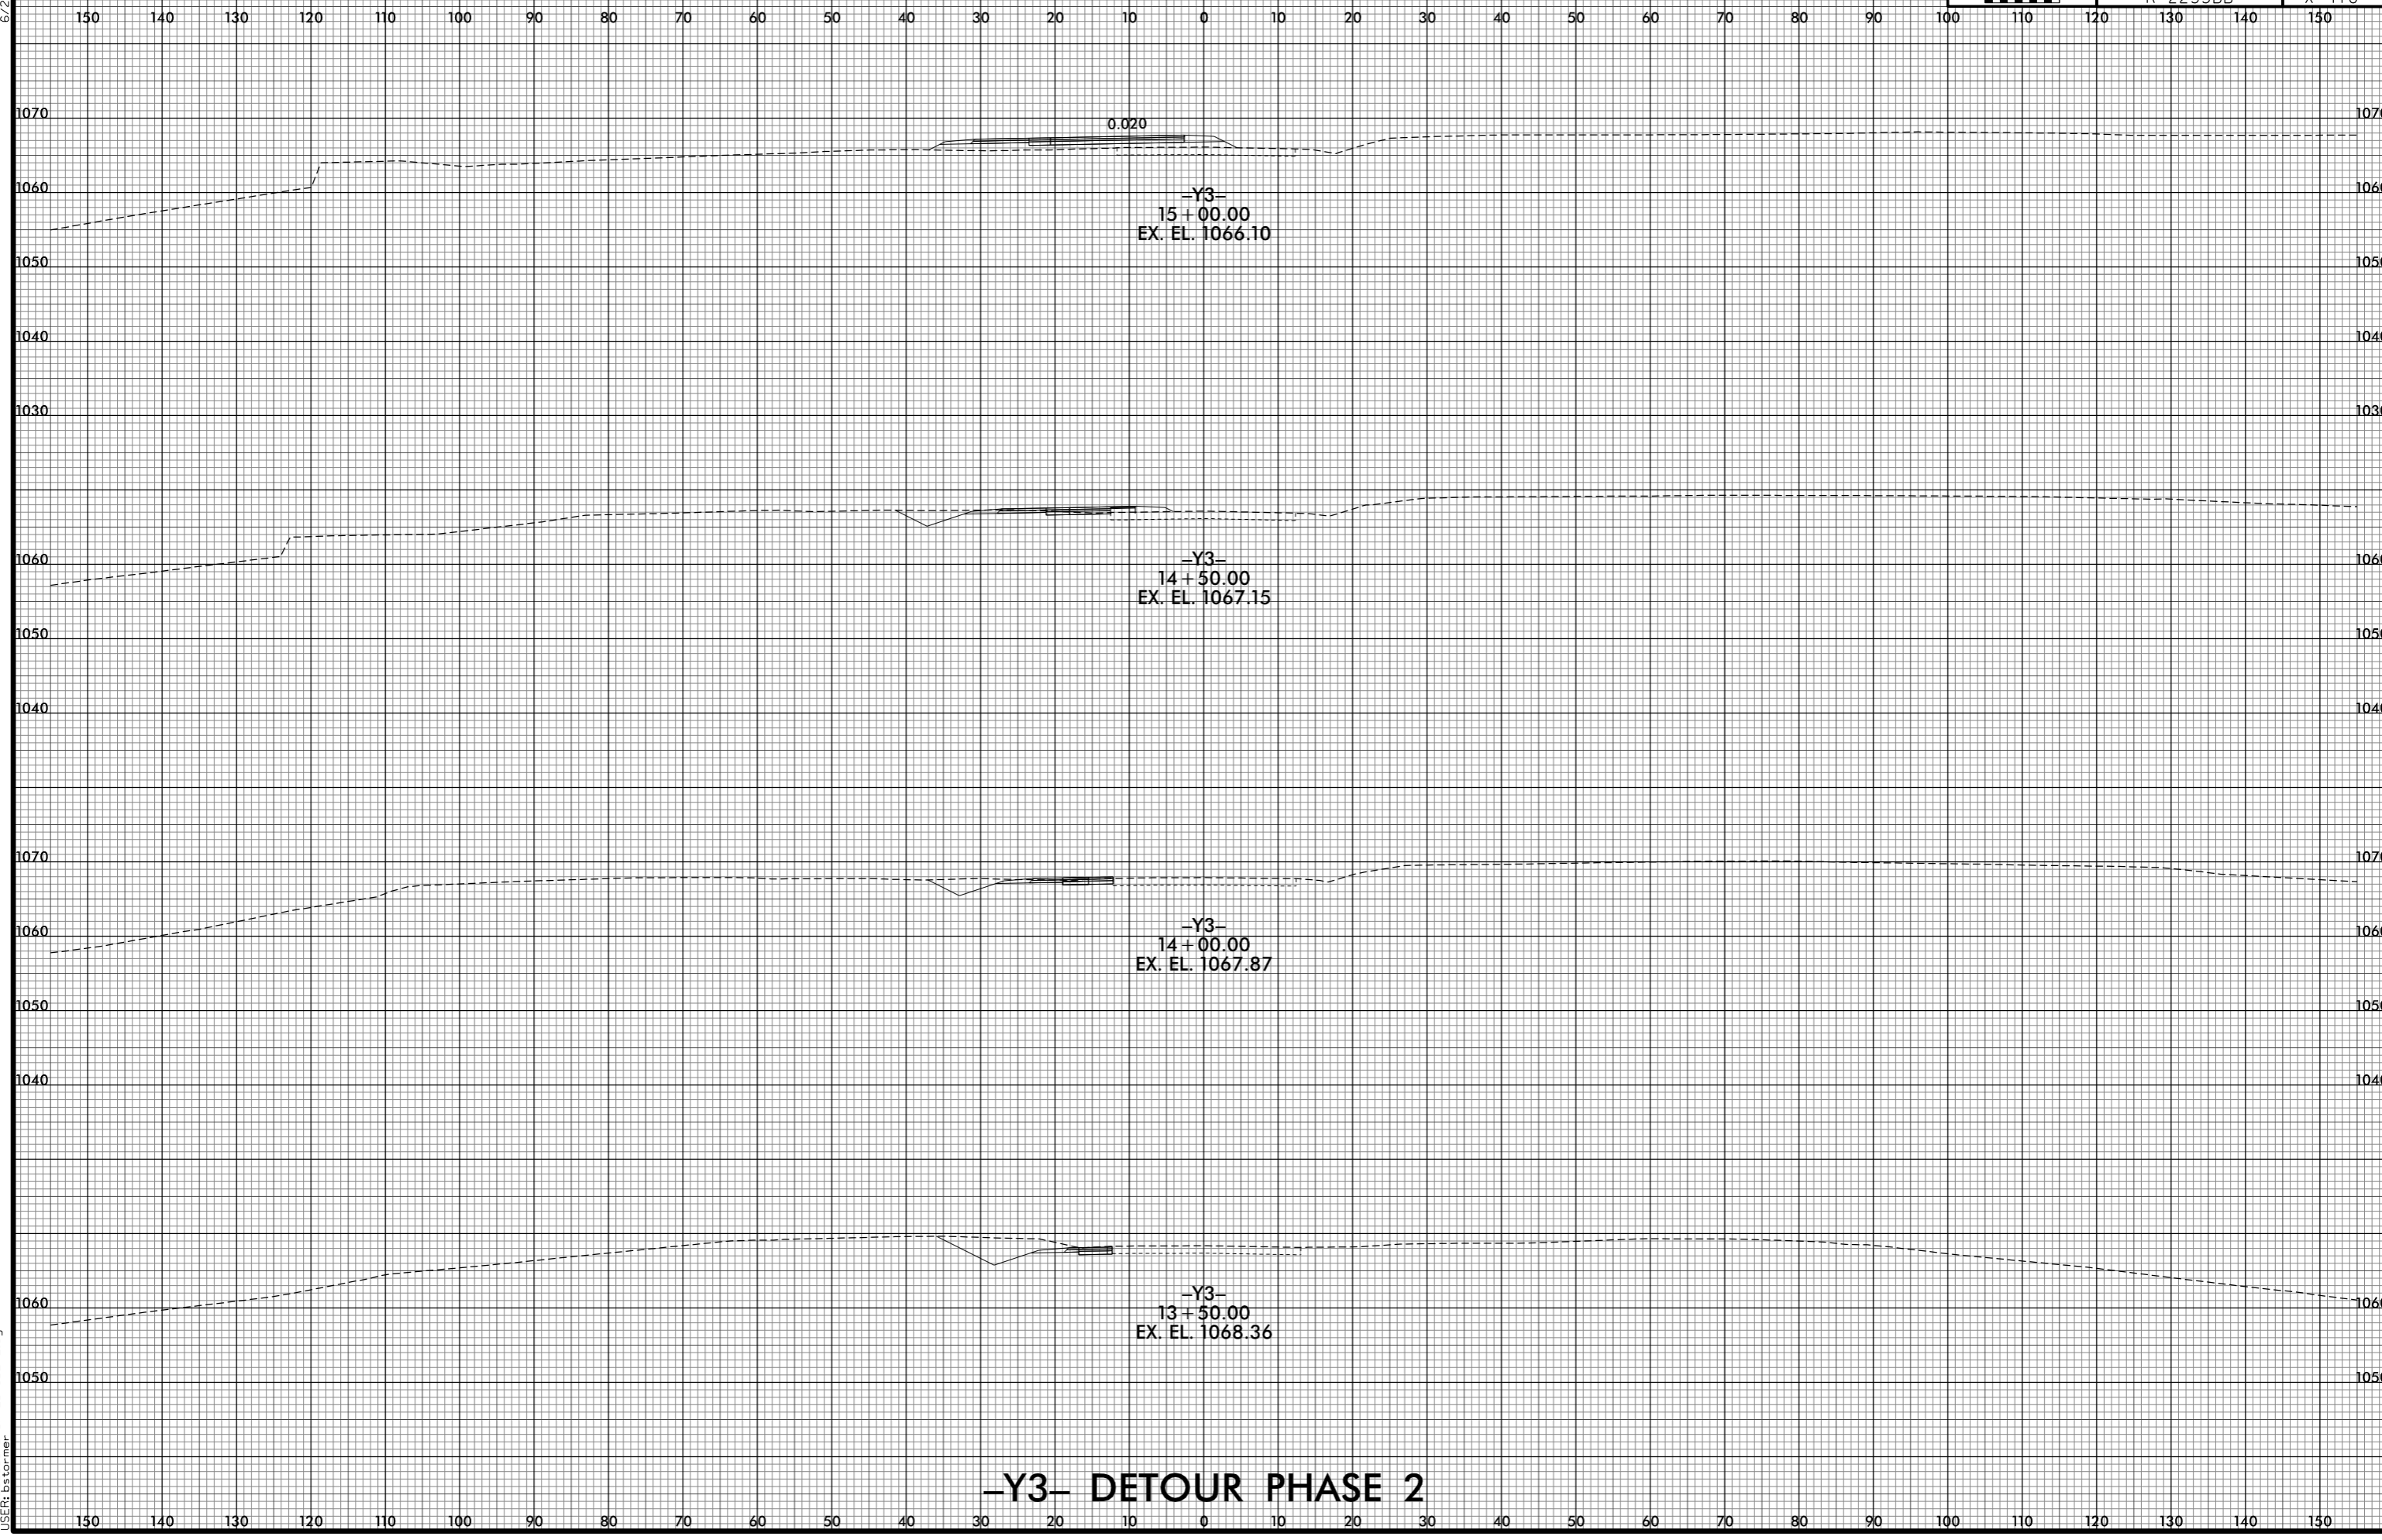 150 140 130 120 110 100 90 80 70 60 50 40 30 20 10 0 10 20 30 40 50 60 70 80 90 100 110 120 130 140 150
1070
0.020
1060
–Y3–
15+00.00
EX. EL. 1066.10
1050
1040
1030
1060
–Y3–
14+50.00
EX. EL. 1067.15
1050
1040
1070
1060
–Y3–
14+00.00
EX. EL. 1067.87
1050
1040
1060
–Y3–
13+50.00
EX. EL. 1068.36
1050
–Y3– DETOUR PHASE 2
150 140 130 120 110 100 90 80 70 60 50 40 30 20 10 0 10 20 30 40 50 60 70 80 90 100 110 120 130 140 150
USER:bstormer